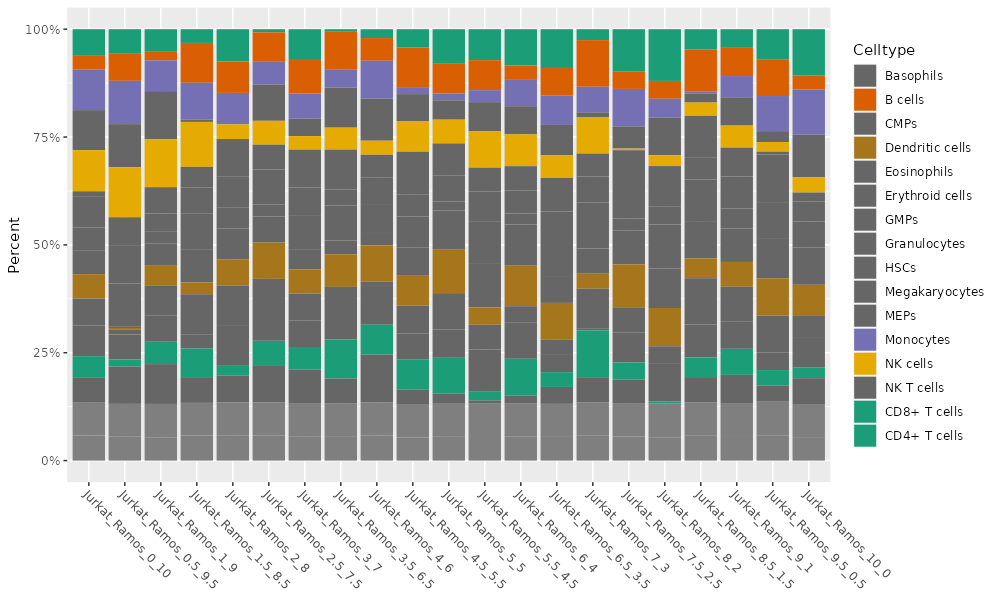 100%
75%
50%
25%
0%
Percent
Jurkat_Ramos_0_10
Jurkat_Ramos_0.5_9.5
Jurkat_Ramos_1_9
Jurkat_Ramos_1.5_8.5
Jurkat_Ramos_2_8
Jurkat_Ramos_2.5_7.5
Jurkat_Ramos_3_7
Jurkat_Ramos_3.5_6.5
Jurkat_Ramos_4_6
Jurkat_Ramos_4.5_5.5
Jurkat_Ramos_5_5
Jurkat_Ramos_5.5_4.5
Jurkat_Ramos_6_4
Jurkat_Ramos_6.5_3.5
Jurkat_Ramos_7_3
Jurkat_Ramos_7.5_2.5
Jurkat_Ramos_8_2
Jurkat_Ramos_8.5_1.5
Jurkat_Ramos_9_1
Jurkat_Ramos_9.5_0.5
Jurkat_Ramos_10_0
Celltype
Basophils
B cells
CMPs
Dendritic cells
Eosinophils
Erythroid cells
GMPs
Granulocytes
HSCs
Megakaryocytes
MEPs
Monocytes
NK cells
NK T cells
CD8+ T cells
CD4+ T cells